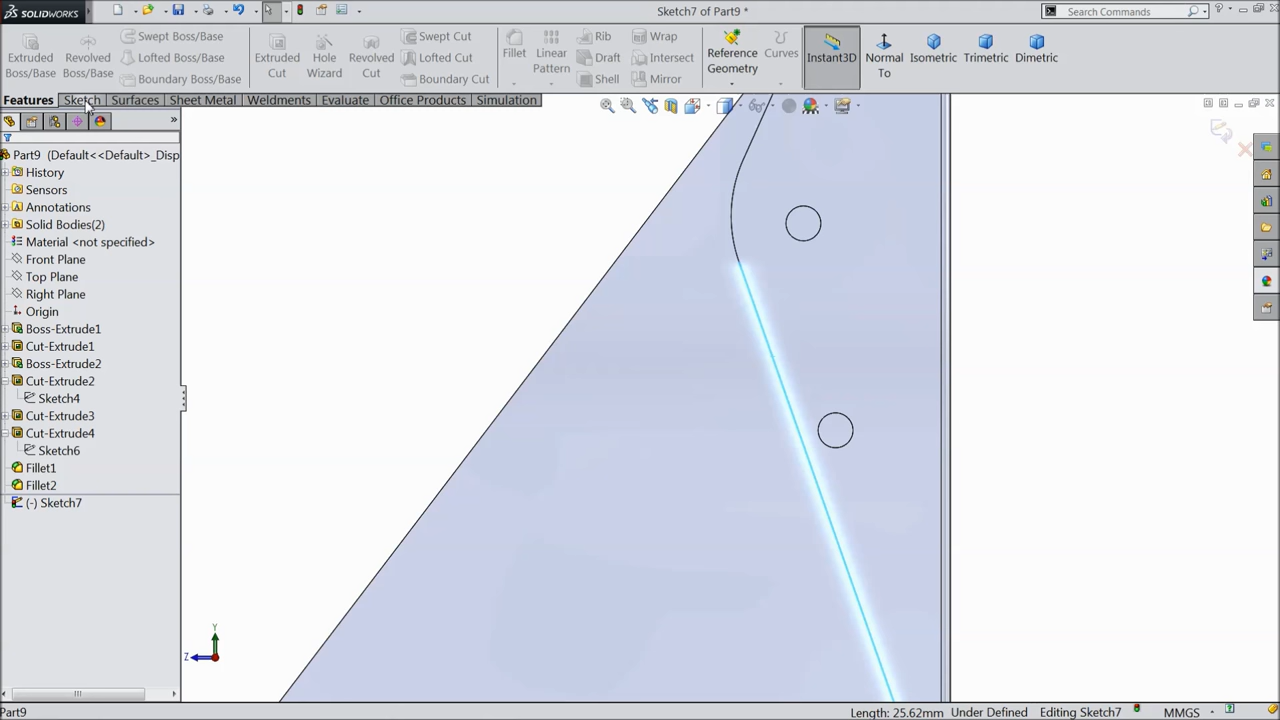 SOLIDWORKS
Sketch7 of Part9 *
Search Commands
Extruded Boss/Base
Revolved Boss/Base
Swept Boss/Base
Lofted Boss/Base
Boundary Boss/Base
Extruded Cut
Hole Wizard
Revolved Cut
Swept Cut
Lofted Cut
Boundary Cut
Fillet
Linear Pattern
Rib
Draft
Shell
Wrap
Intersect
Mirror
Reference Geometry
Curves
Instant3D
Normal To
Isometric
Trimetric
Dimetric
Features Sketch Surfaces Sheet Metal Weldments Evaluate Office Products Simulation
Part9 (Default<<Default>_Disp
History
Sensors
Annotations
Solid Bodies(2)
Material <not specified>
Front Plane
Top Plane
Right Plane
Origin
Boss-Extrude1
Cut-Extrude1
Boss-Extrude2
Cut-Extrude2
Sketch4
Cut-Extrude3
Cut-Extrude4
Sketch6
Fillet1
Fillet2
(-) Sketch7
Y
Z
Part9
Length: 25.62mm Under Defined Editing Sketch7 MMGS